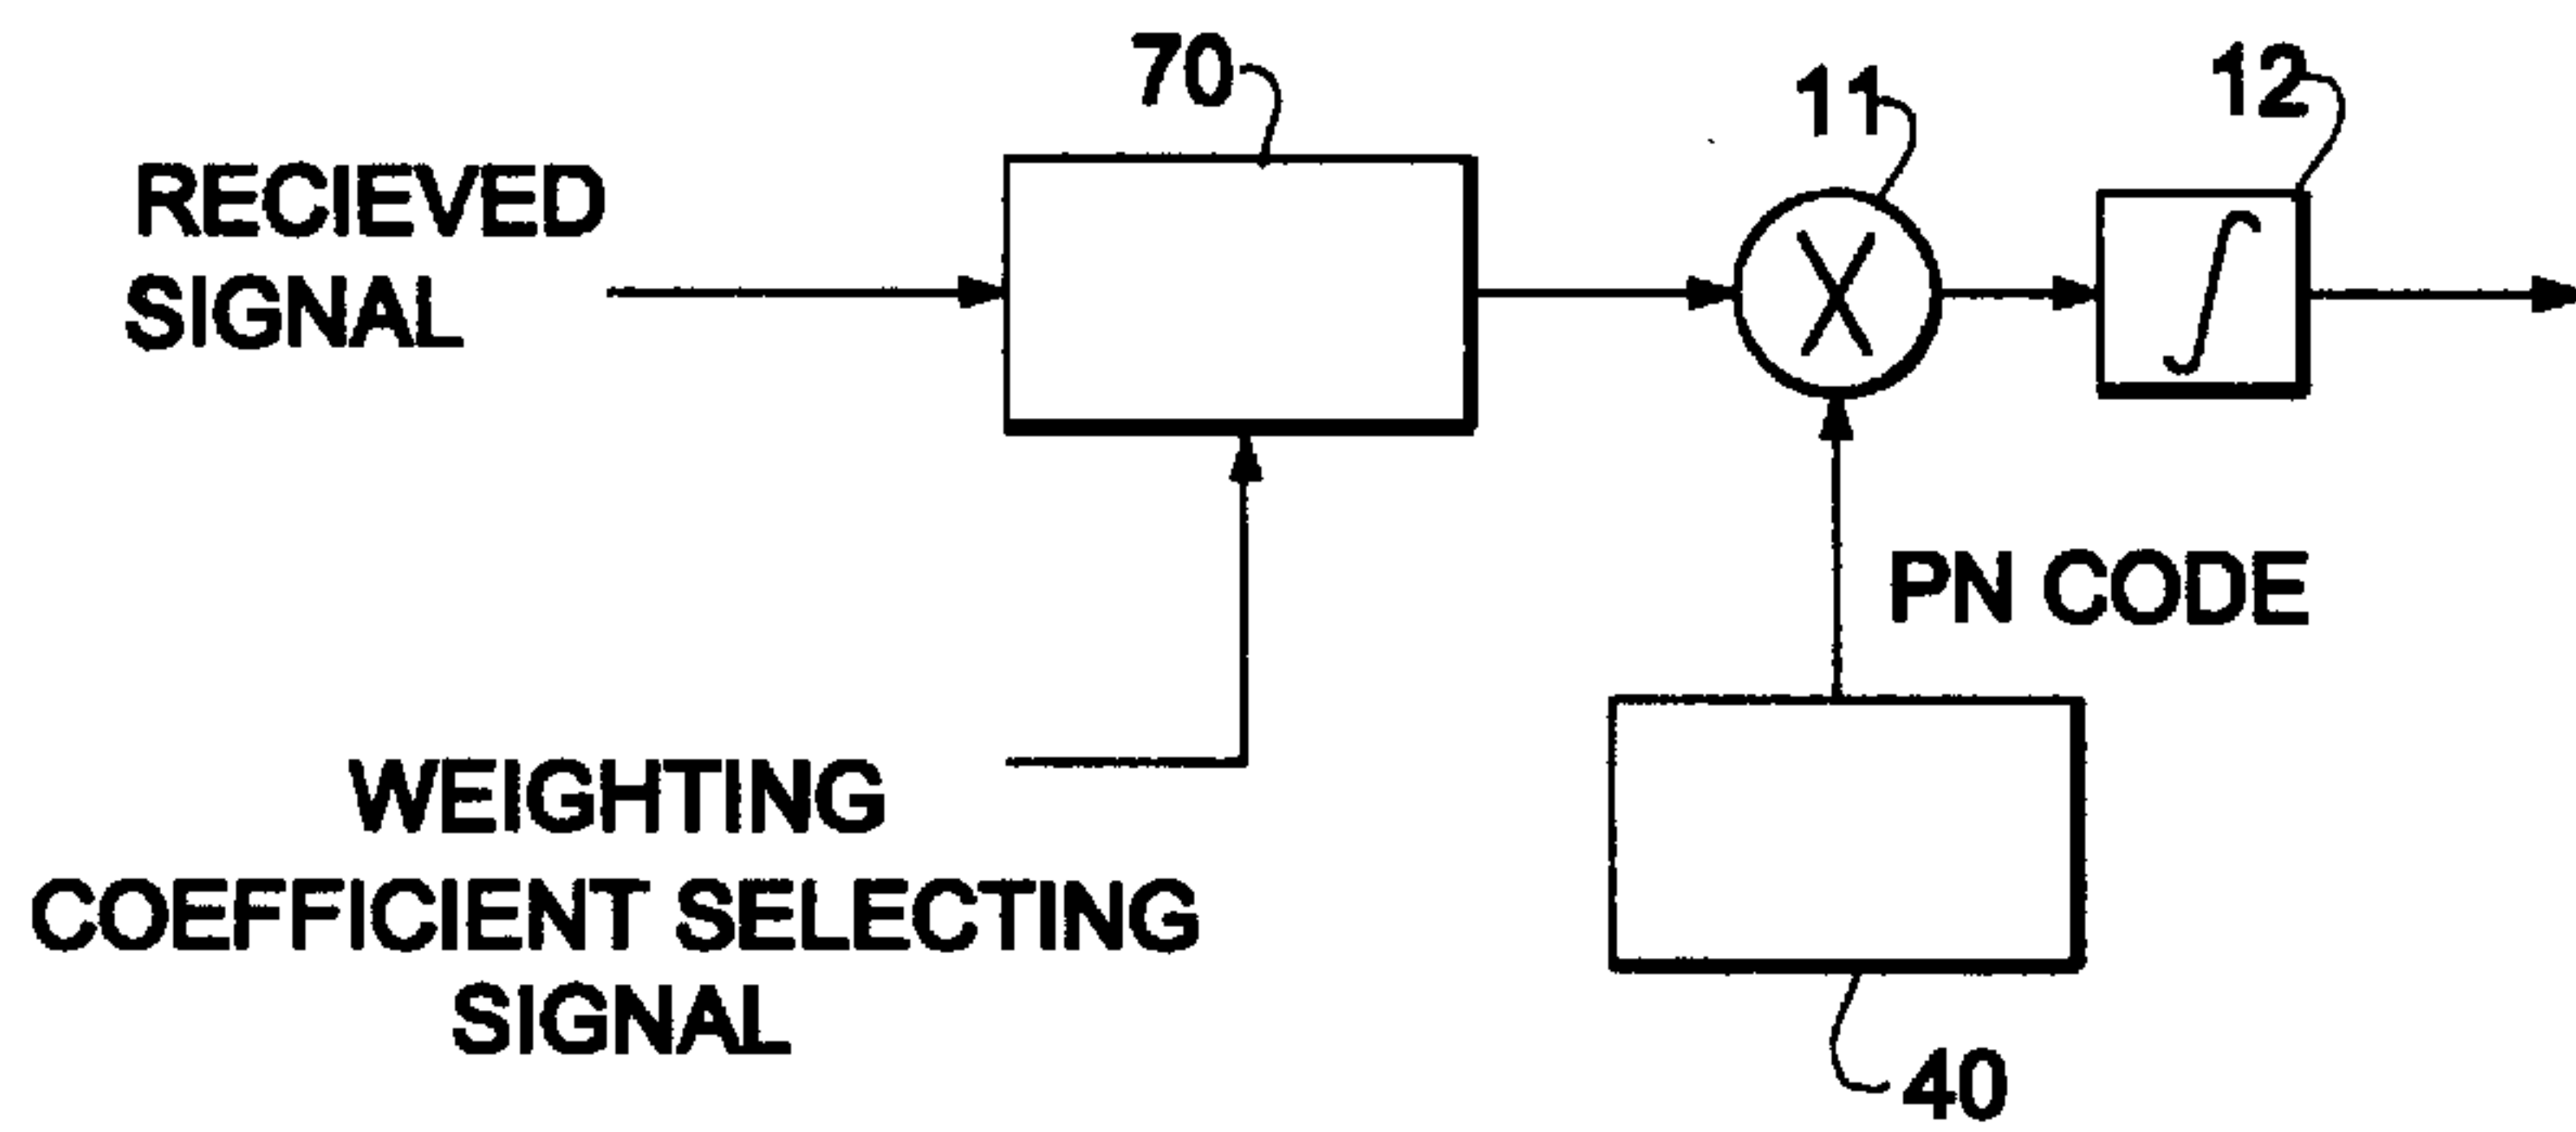 70
11
12
RECIEVED
SIGNAL
X
∫
PN CODE
WEIGHTING
COEFFICIENT SELECTING
SIGNAL
40